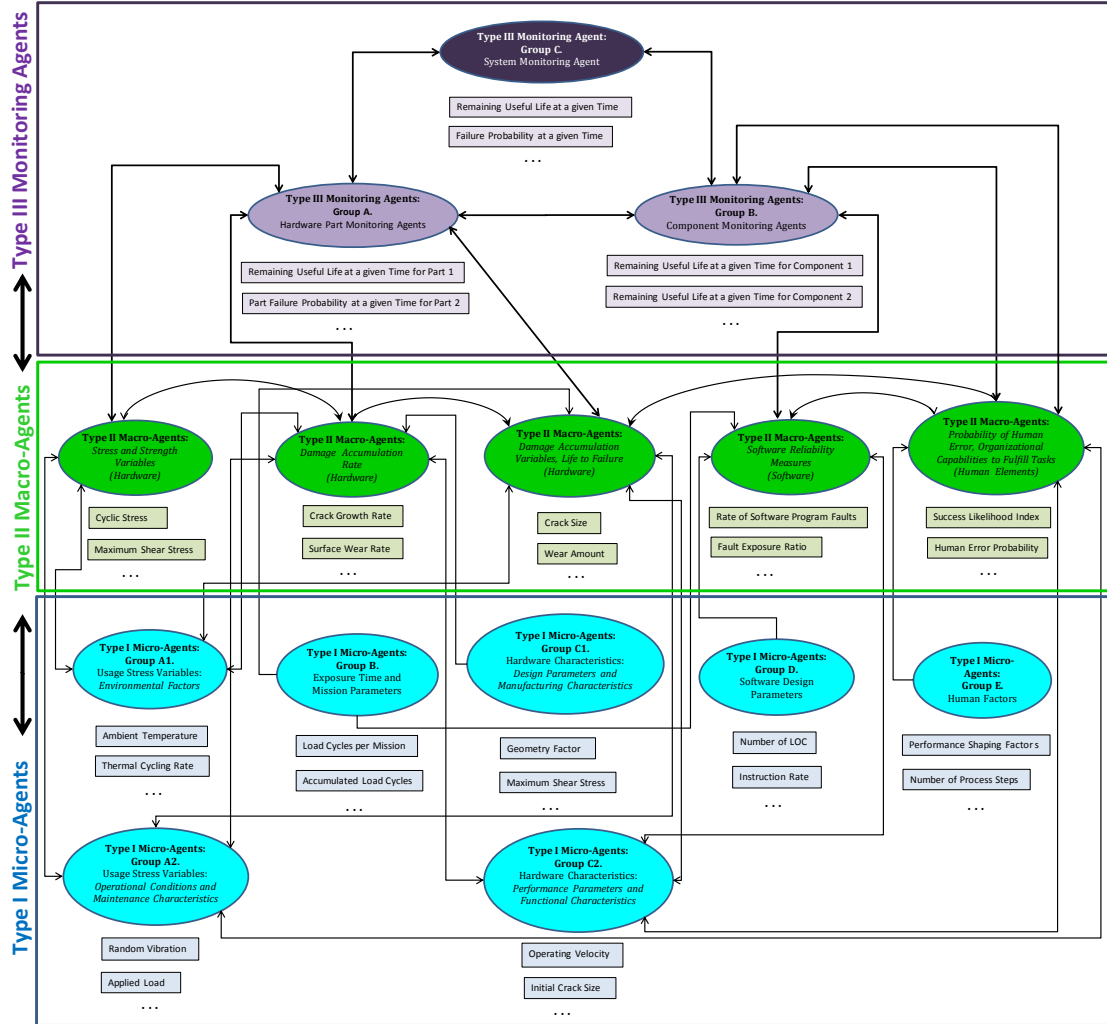 Type III Monitoring Agents
Type III Monitoring Agent:
Group C.
System Monitoring Agent
Remaining Useful Life at a given Time
Failure Probability at a given Time
...
Type III Monitoring Agents:
Group A.
Hardware Part Monitoring Agents
Type III Monitoring Agents:
Group B.
Component Monitoring Agents
Remaining Useful Life at a given Time for Part 1
Part Failure Probability at a given Time for Part 2
...
Remaining Useful Life at a given Time for Component 1
Remaining Useful Life at a given Time for Component 2
...
Type II Macro-Agents
Type II Macro-Agents:
Stress and Strength
Variables
(Hardware)
Type II Macro-Agents:
Damage Accumulation
Rate
(Hardware)
Type II Macro-Agents:
Damage Accumulation
Variables, Life to Failure
(Hardware)
Type II Macro-Agents:
Software Reliability
Measures
(Software)
Type II Macro-Agents:
Probability of Human
Error, Organizational
Capabilities to Fulfill Tasks
(Human Elements)
Cyclic Stress
Maximum Shear Stress
...
Crack Growth Rate
Surface Wear Rate
...
Crack Size
Wear Amount
...
Rate of Software Program Faults
Fault Exposure Ratio
...
Success Likelihood Index
Human Error Probability
...
Type I Micro-Agents
Type I Micro-Agents:
Group A1.
Usage Stress Variables:
Environmental Factors
Type I Micro-Agents:
Group B.
Exposure Time and
Mission Parameters
Type I Micro-Agents:
Group C1.
Hardware Characteristics:
Design Parameters and
Manufacturing Characteristics
Type I Micro-Agents:
Group D.
Software Design
Parameters
Type I Micro-
Agents:
Group E.
Human Factors
Ambient Temperature
Thermal Cycling Rate
...
Load Cycles per Mission
Accumulated Load Cycles
...
Geometry Factor
Maximum Shear Stress
...
Number of LOC
Instruction Rate
...
Performance Shaping Factors
Number of Process Steps
...
Type I Micro-Agents:
Group A2.
Usage Stress Variables:
Operational Conditions and
Maintenance Characteristics
Type I Micro-Agents:
Group C2.
Hardware Characteristics:
Performance Parameters and
Functional Characteristics
Random Vibration
Applied Load
...
Operating Velocity
Initial Crack Size
...